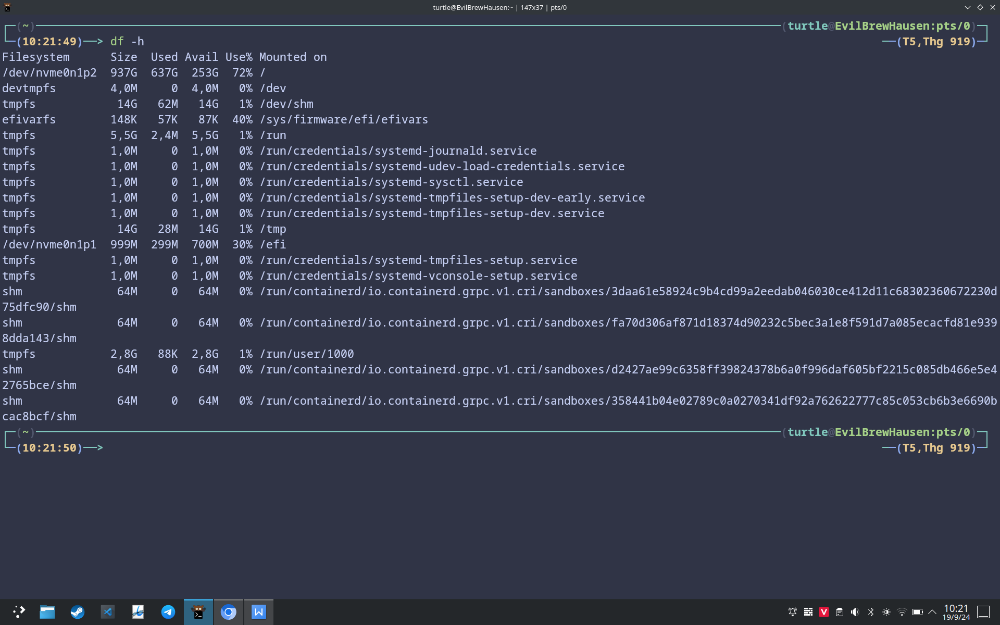 turtle@EvilBrewHausen:~ | 147x37 | pts/0
(~) (turtle@EvilBrewHausen:pts/0)
(10:21:49)──> df -h (T5,Thg 919)
Filesystem Size Used Avail Use% Mounted on
/dev/nvme0n1p2 937G 637G 253G 72% /
devtmpfs 4,0M 0 4,0M 0% /dev
tmpfs 14G 62M 14G 1% /dev/shm
efivarfs 148K 57K 87K 40% /sys/firmware/efi/efivars
tmpfs 5,5G 2,4M 5,5G 1% /run
tmpfs 1,0M 0 1,0M 0% /run/credentials/systemd-journald.service
tmpfs 1,0M 0 1,0M 0% /run/credentials/systemd-udev-load-credentials.service
tmpfs 1,0M 0 1,0M 0% /run/credentials/systemd-sysctl.service
tmpfs 1,0M 0 1,0M 0% /run/credentials/systemd-tmpfiles-setup-dev-early.service
tmpfs 1,0M 0 1,0M 0% /run/credentials/systemd-tmpfiles-setup-dev.service
tmpfs 14G 28M 14G 1% /tmp
/dev/nvme0n1p1 999M 299M 700M 30% /efi
tmpfs 1,0M 0 1,0M 0% /run/credentials/systemd-tmpfiles-setup.service
tmpfs 1,0M 0 1,0M 0% /run/credentials/systemd-vconsole-setup.service
shm 64M 0 64M 0% /run/containerd/io.containerd.grpc.v1.cri/sandboxes/3daa61e58924c9b4cd99a2eedab046030ce412d11c68302360672230d
75dfc90/shm
shm 64M 0 64M 0% /run/containerd/io.containerd.grpc.v1.cri/sandboxes/fa70d306af871d18374d90232c5bec3a1e8f591d7a085ecacfd81e939
8dda143/shm
tmpfs 2,8G 88K 2,8G 1% /run/user/1000
shm 64M 0 64M 0% /run/containerd/io.containerd.grpc.v1.cri/sandboxes/d2427ae99c6358ff39824378b6a0f996daf605bf2215c085db466e5e4
2765bce/shm
shm 64M 0 64M 0% /run/containerd/io.containerd.grpc.v1.cri/sandboxes/358441b04e02789c0a0270341df92a762622777c85c053cb6b3e6690b
cac8bcf/shm
(~) (turtle@EvilBrewHausen:pts/0)
(10:21:50)──> (T5,Thg 919)
W V 10:21
19/9/24